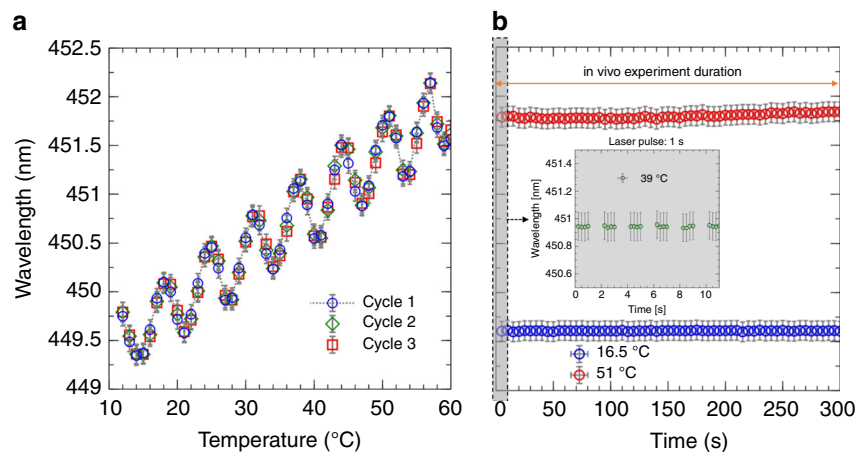 a
452.5
452
451.5
451
450.5
450
449.5
449
Wavelength (nm)
10
20
30
40
50
60
Temperature (°C)
Cycle 1
Cycle 2
Cycle 3
b
in vivo experiment duration
Laser pulse: 1 s
451.4
451.2
451
450.8
450.6
Wavelength [nm]
39 °C
0
2
4
6
8
10
Time [s]
16.5 °C
51 °C
0
50
100
150
200
250
300
Time (s)